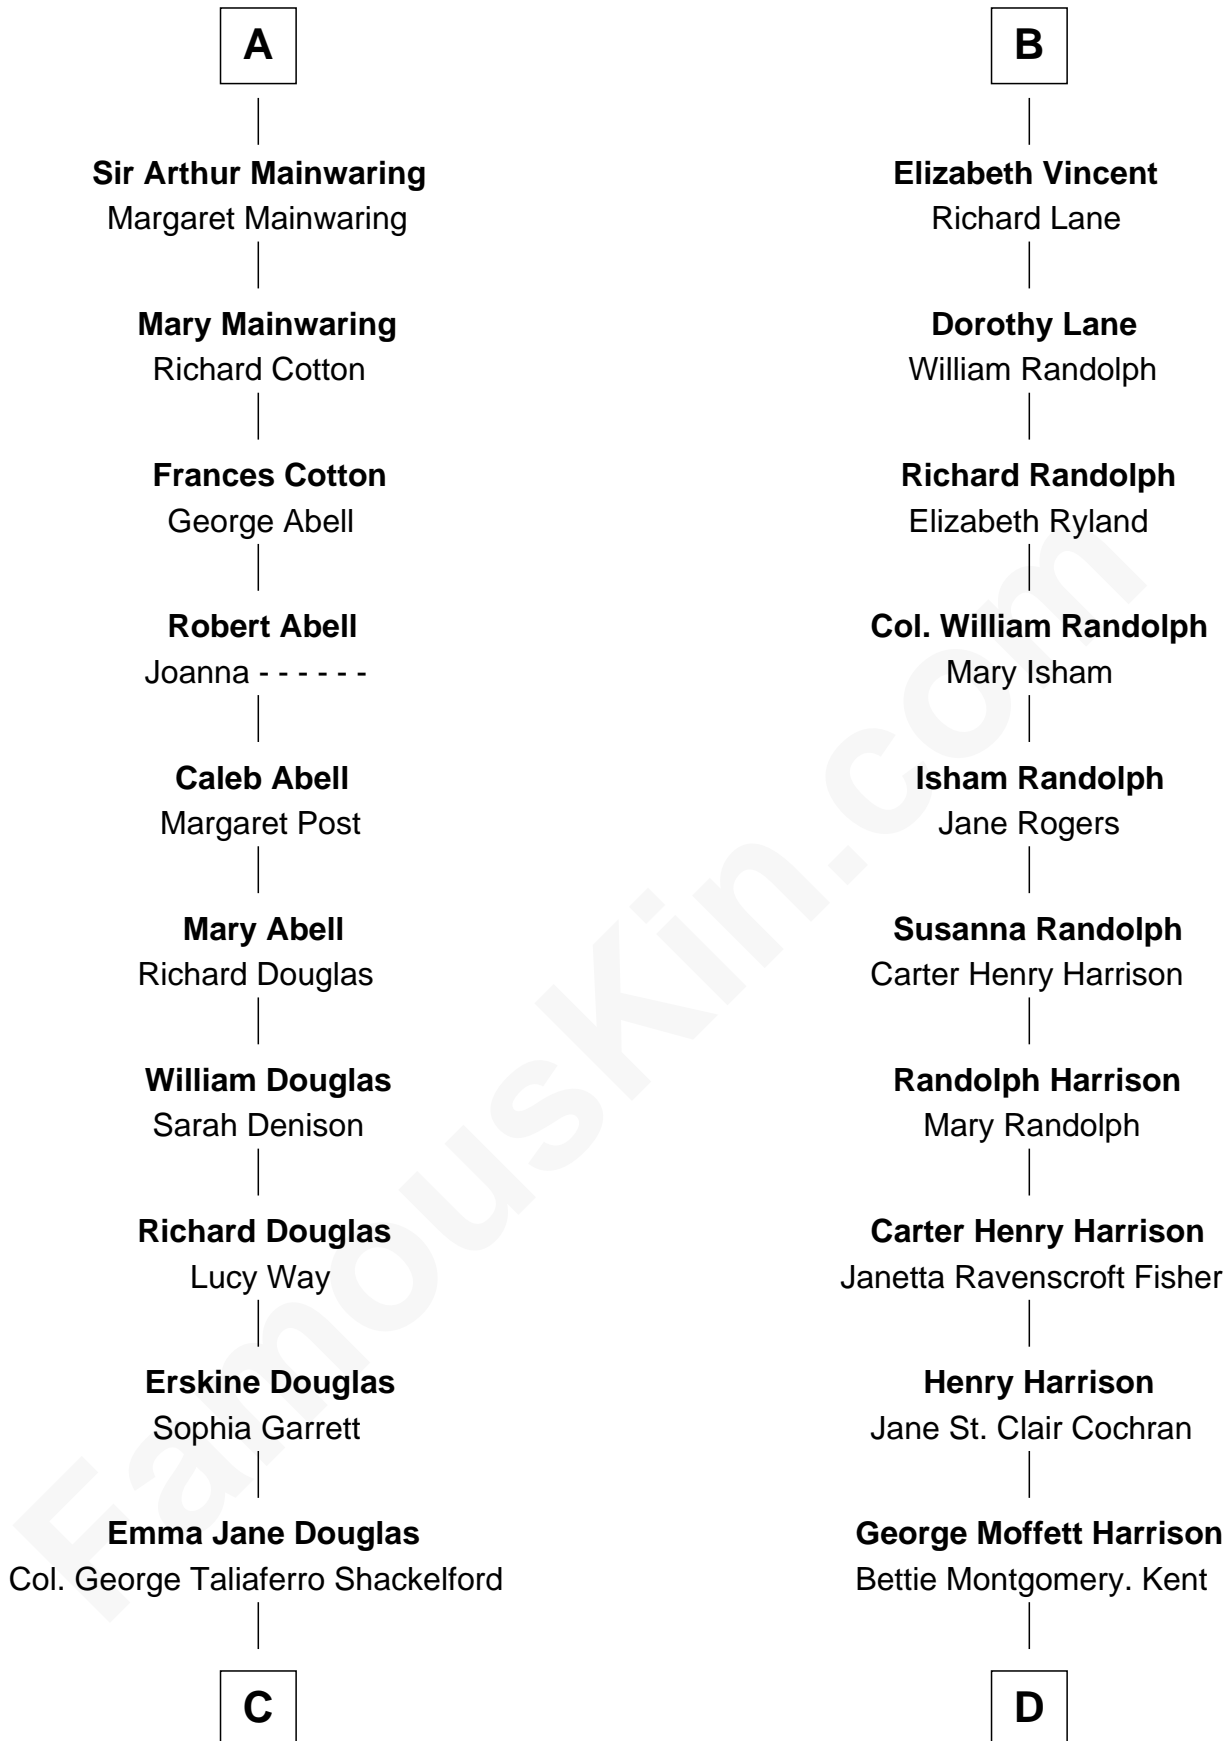 A
Sir Arthur Mainwaring
Margaret Mainwaring
Mary Mainwaring
Richard Cotton
Frances Cotton
George Abell
Robert Abell
Joanna - - - - - -
Caleb Abell
Margaret Post
Mary Abell
Richard Douglas
William Douglas
Sarah Denison
Richard Douglas
Lucy Way
Erskine Douglas
Sophia Garrett
Emma Jane Douglas
Col. George Taliaferro Shackelford
C
B
Elizabeth Vincent
Richard Lane
Dorothy Lane
William Randolph
Richard Randolph
Elizabeth Ryland
Col. William Randolph
Mary Isham
Isham Randolph
Jane Rogers
Susanna Randolph
Carter Henry Harrison
Randolph Harrison
Mary Randolph
Carter Henry Harrison
Janetta Ravenscroft Fisher
Henry Harrison
Jane St. Clair Cochran
George Moffett Harrison
Bettie Montgomery. Kent
D
FamousKin.com